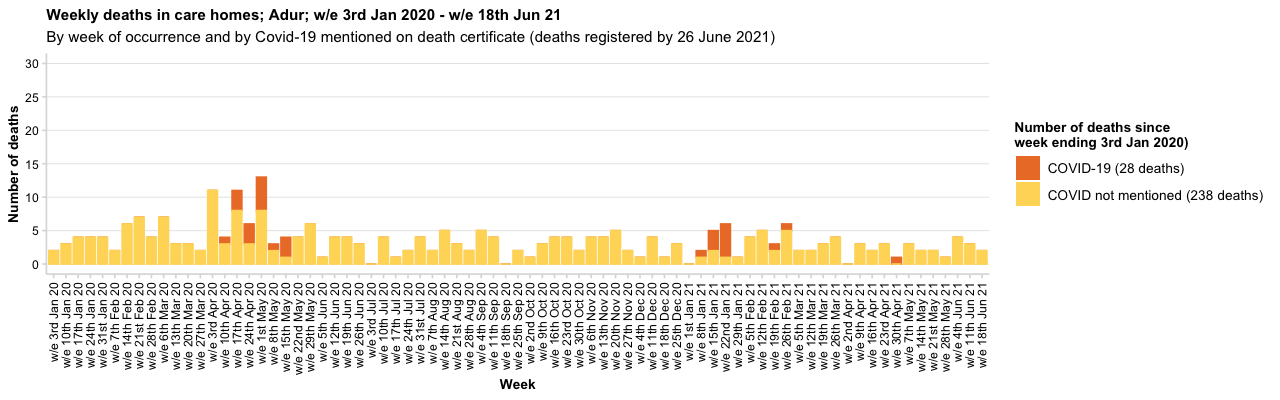 Weekly deaths in care homes; Adur; w/e 3rd Jan 2020 - w/e 18th Jun 21
By week of occurrence and by Covid-19 mentioned on death certificate (deaths registered by 26 June 2021)
Number of deaths
30
25
20
15
10
5
0
w/e 3rd Jan 20
w/e 10th Jan 20
w/e 17th Jan 20
w/e 24th Jan 20
w/e 31st Jan 20
w/e 7th Feb 20
w/e 14th Feb 20
w/e 21st Feb 20
w/e 28th Feb 20
w/e 6th Mar 20
w/e 13th Mar 20
w/e 20th Mar 20
w/e 27th Mar 20
w/e 3rd Apr 20
w/e 10th Apr 20
w/e 17th Apr 20
w/e 24th Apr 20
w/e 1st May 20
w/e 8th May 20
w/e 15th May 20
w/e 22nd May 20
w/e 29th May 20
w/e 5th Jun 20
w/e 12th Jun 20
w/e 19th Jun 20
w/e 26th Jun 20
w/e 3rd Jul 20
w/e 10th Jul 20
w/e 17th Jul 20
w/e 24th Jul 20
w/e 31st Jul 20
w/e 7th Aug 20
w/e 14th Aug 20
w/e 21st Aug 20
w/e 28th Aug 20
w/e 4th Sep 20
w/e 11th Sep 20
w/e 18th Sep 20
w/e 25th Sep 20
w/e 2nd Oct 20
w/e 9th Oct 20
w/e 16th Oct 20
w/e 23rd Oct 20
w/e 30th Oct 20
w/e 6th Nov 20
w/e 13th Nov 20
w/e 20th Nov 20
w/e 27th Nov 20
w/e 4th Dec 20
w/e 11th Dec 20
w/e 18th Dec 20
w/e 25th Dec 20
w/e 1st Jan 21
w/e 8th Jan 21
w/e 15th Jan 21
w/e 22nd Jan 21
w/e 29th Jan 21
w/e 5th Feb 21
w/e 12th Feb 21
w/e 19th Feb 21
w/e 26th Feb 21
w/e 5th Mar 21
w/e 12th Mar 21
w/e 19th Mar 21
w/e 26th Mar 21
w/e 2nd Apr 21
w/e 9th Apr 21
w/e 16th Apr 21
w/e 23rd Apr 21
w/e 30th Apr 21
w/e 7th May 21
w/e 14th May 21
w/e 21st May 21
w/e 28th May 21
w/e 4th Jun 21
w/e 11th Jun 21
w/e 18th Jun 21
Week
Number of deaths since
week ending 3rd Jan 2020)
COVID-19 (28 deaths)
COVID not mentioned (238 deaths)